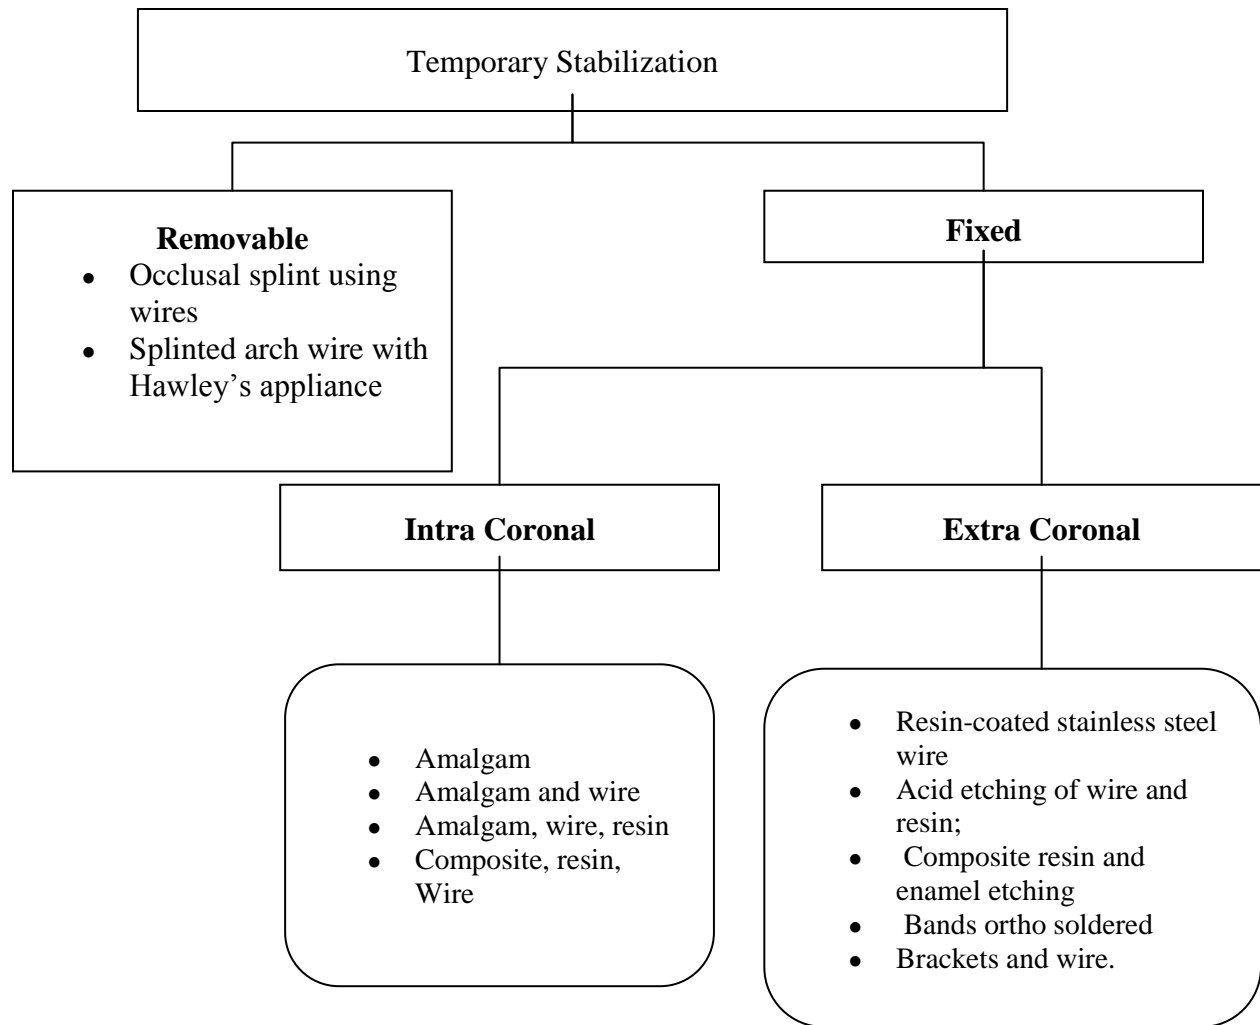 Temporary Stabilization
Removable
• Occlusal splint using
wires
• Splinted arch wire with
Hawley’s appliance
Fixed
Intra Coronal
Extra Coronal
• Amalgam
• Amalgam and wire
• Amalgam, wire, resin
• Composite, resin,
Wire
• Resin-coated stainless steel
wire
• Acid etching of wire and
resin;
• Composite resin and
enamel etching
• Bands ortho soldered
• Brackets and wire.